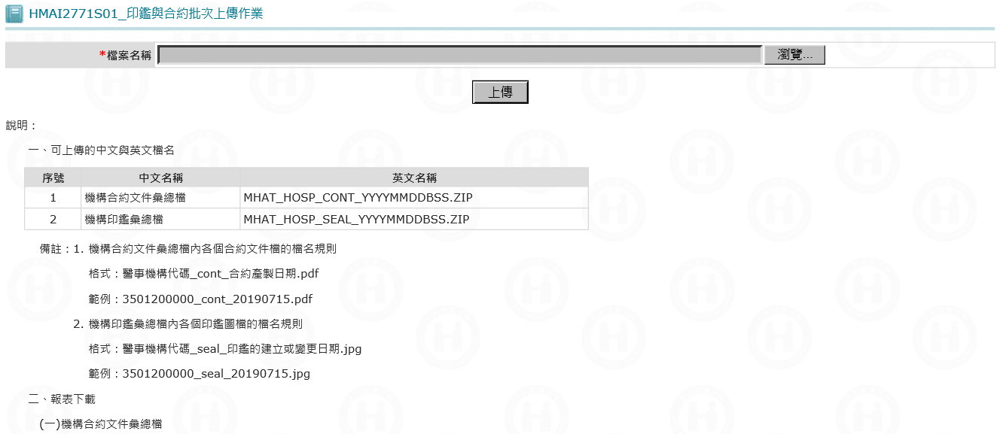 HMAI2771S01_印鑑與合約批次上傳作業
*檔案名稱 瀏覽...
上傳
說明：
一、可上傳的中文與英文檔名
序號 中文名稱 英文名稱
1 機構合約文件彙總檔 MHAT_HOSP_CONT_YYYYMMDDBSS.ZIP
2 機構印鑑彙總檔 MHAT_HOSP_SEAL_YYYYMMDDBSS.ZIP
備註：1. 機構合約文件彙總檔內各個合約文件檔的檔名規則
格式：醫事機構代碼_cont_合約產製日期.pdf
範例：3501200000_cont_20190715.pdf
2. 機構印鑑彙總檔內各個印鑑圖檔的檔名規則
格式：醫事機構代碼_seal_印鑑的建立或變更日期.jpg
範例：3501200000_seal_20190715.jpg
二、報表下載
(一)機構合約文件彙總檔